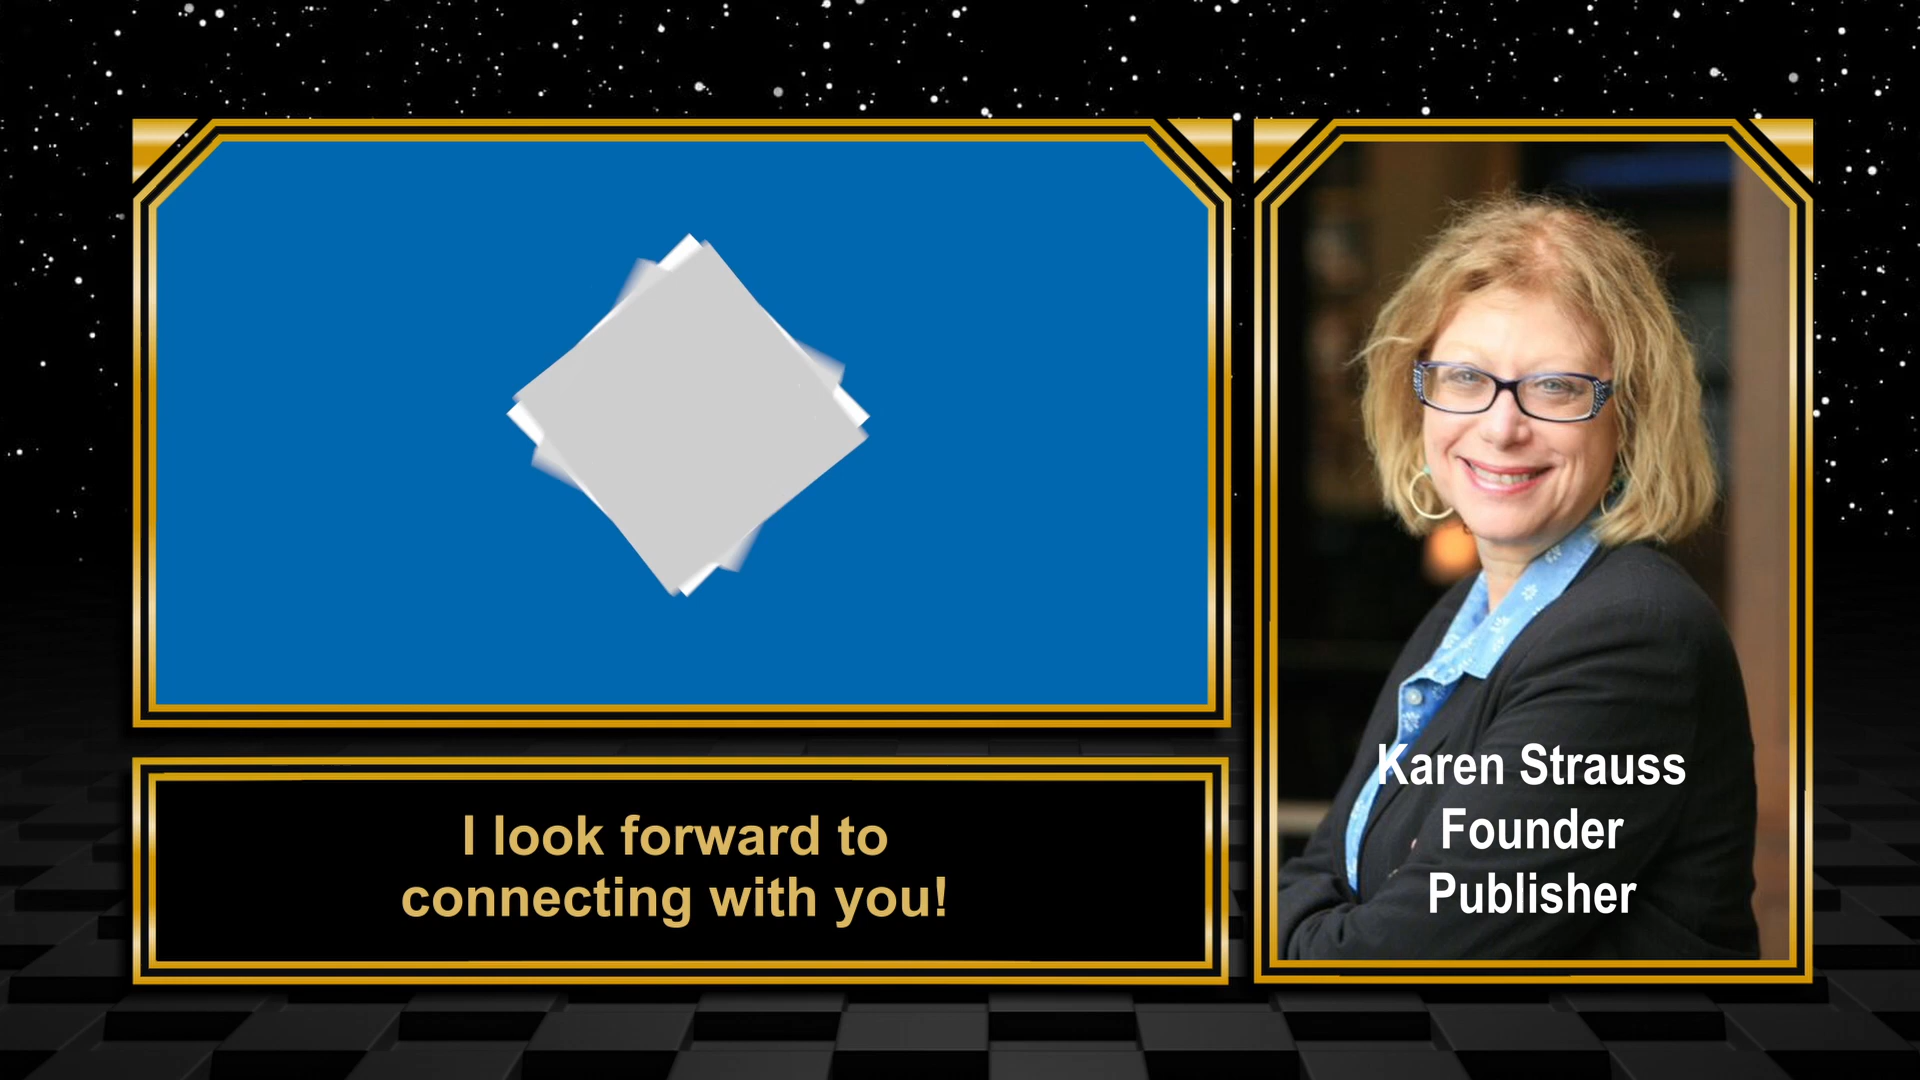 I look forward to
connecting with you!
Karen Strauss
Founder
Publisher